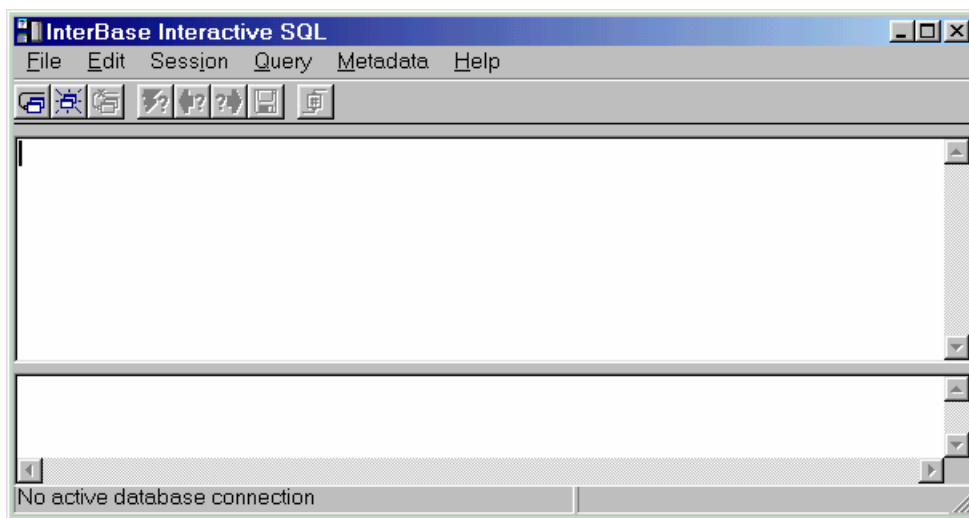 InterBase Interactive SQL
File Edit Session Query Metadata Help
No active database connection